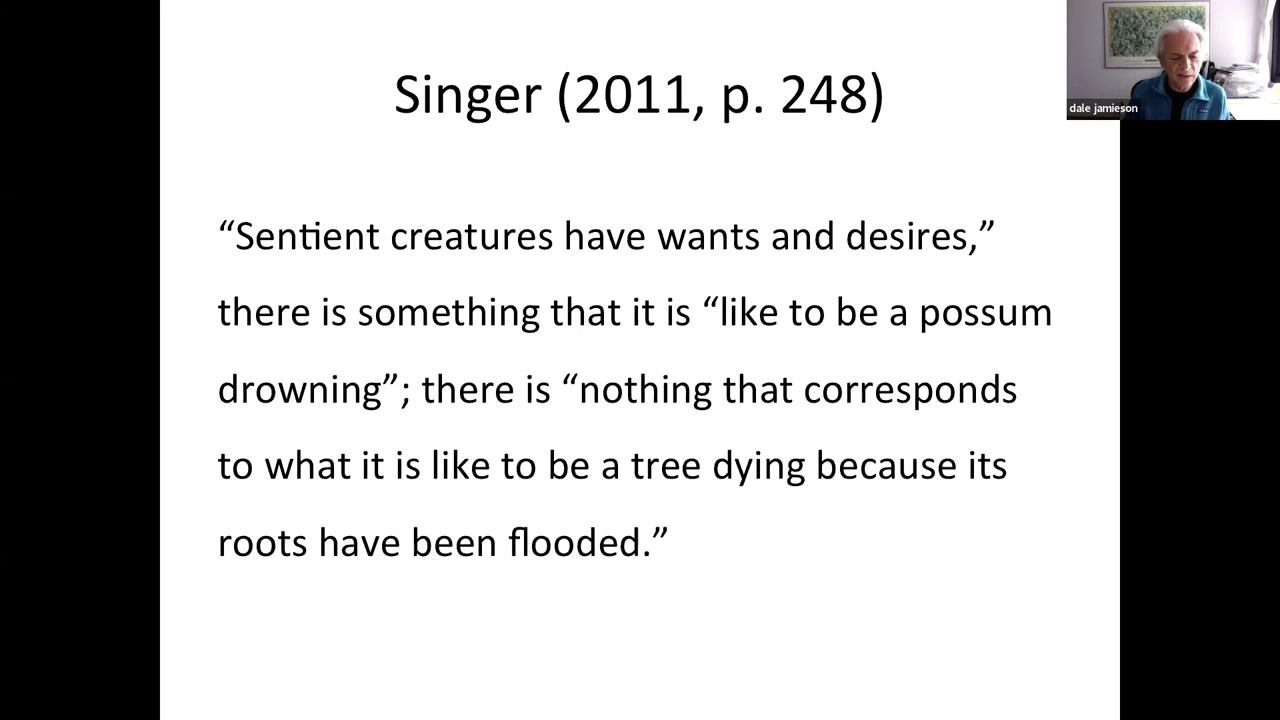 Singer (2011, p. 248)
dale jamieson
“Sentient creatures have wants and desires,”
there is something that it is “like to be a possum
drowning”; there is “nothing that corresponds
to what it is like to be a tree dying because its
roots have been flooded.”